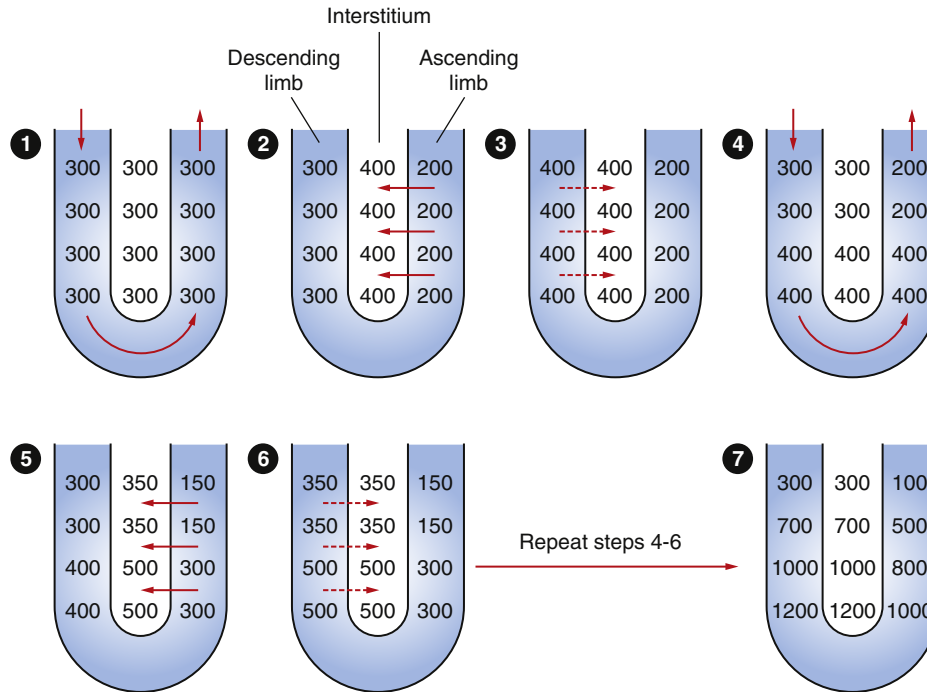 Interstitium
Descending limb
Ascending limb
1 2 3 4
300 300 300 300 400 200 400 400 200 300 300 200
300 300 300 300 400 200 400 400 200 300 300 200
300 300 300 300 400 200 400 400 200 400 400 400
300 300 300 300 400 200 400 400 200 400 400 400
5 6 7
300 350 150 350 350 150 300 300 100
300 350 150 350 350 150 700 700 500
Repeat steps 4-6
400 500 300 500 500 300 1000 1000 800
400 500 300 500 500 300 1200 1200 1000